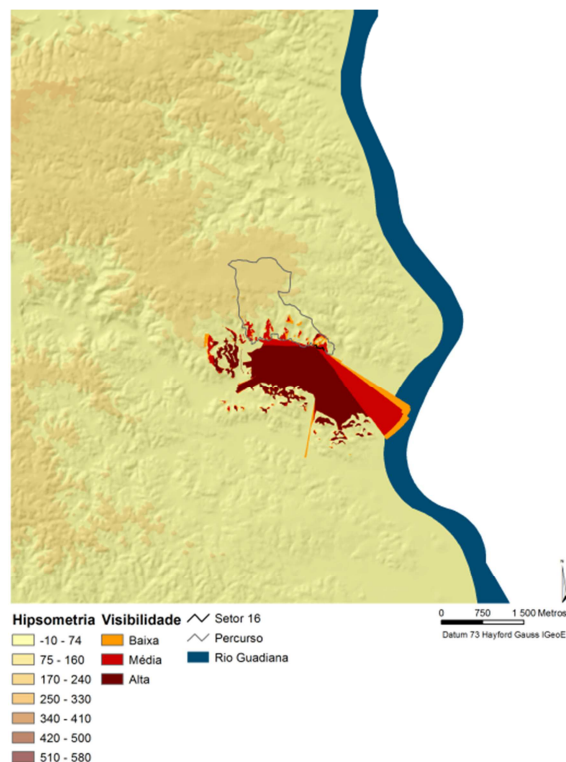 N
0 750 1 500 Metros
Datum 73 Hayford Gauss IGeoE
Hipsometria
-10 - 74
75 - 160
170 - 240
250 - 330
340 - 410
420 - 500
510 - 580
Visibilidade
Baixa
Média
Alta
Setor 16
Percurso
Rio Guadiana